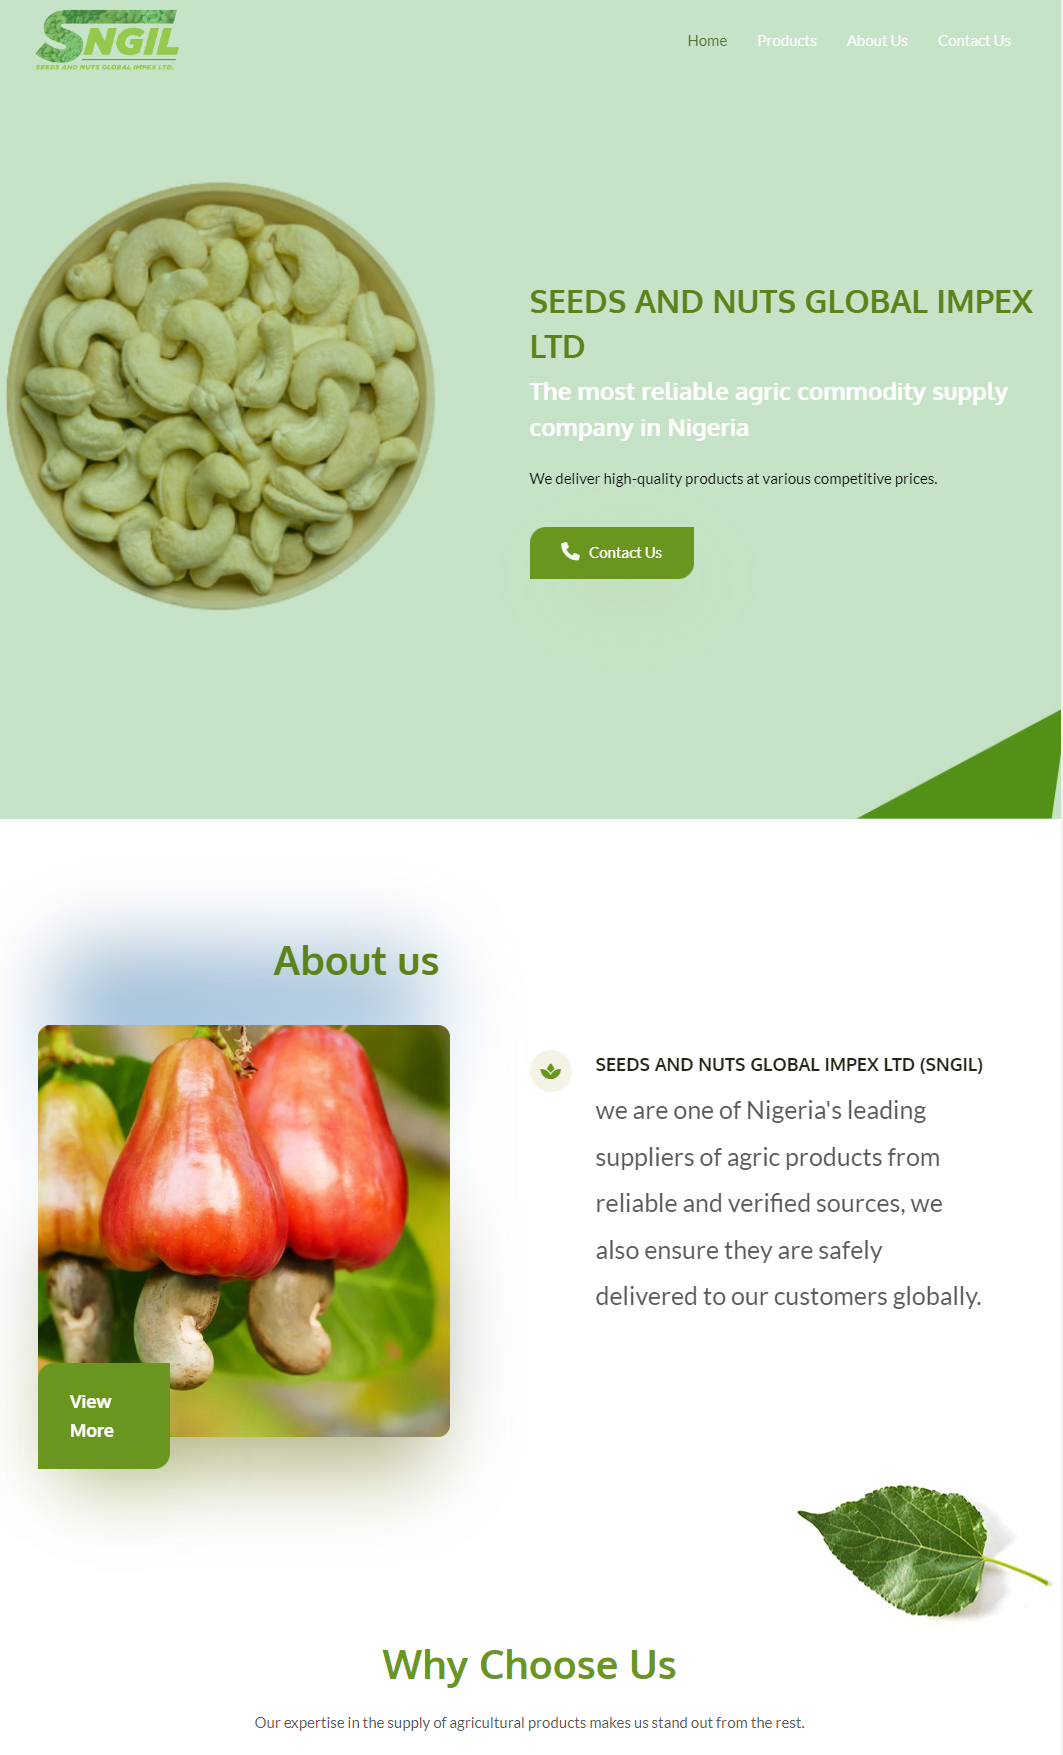 SNGIL
SEEDS AND NUTS GLOBAL IMPEX LTD.
Home Products About Us Contact Us
SEEDS AND NUTS GLOBAL IMPEX
LTD
The most reliable agric commodity supply
company in Nigeria
We deliver high-quality products at various competitive prices.
Contact Us
About us
SEEDS AND NUTS GLOBAL IMPEX LTD (SNGIL)
we are one of Nigeria's leading
suppliers of agric products from
reliable and verified sources, we
also ensure they are safely
delivered to our customers globally.
View
More
Why Choose Us
Our expertise in the supply of agricultural products makes us stand out from the rest.